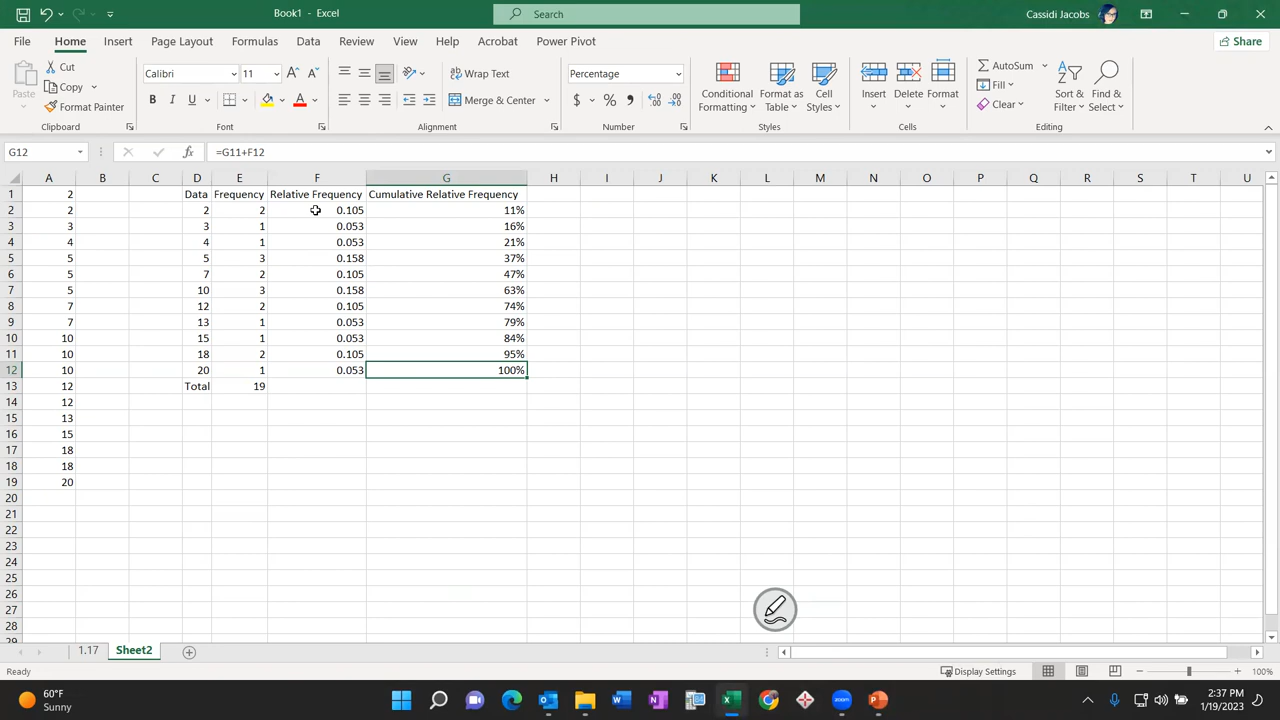 Book1 - Excel
Search
Cassidi Jacobs
File Home Insert Page Layout Formulas Data Review View Help Acrobat Power Pivot
Share
Paste
Cut
Copy
Format Painter
Clipboard
Calibri 11
B I U
Font
Wrap Text
Merge & Center
Alignment
Percentage
$ % ,
Number
Conditional Formatting
Format as Table
Cell Styles
Styles
Insert
Delete
Format
Cells
AutoSum
Fill
Clear
Sort & Filter
Find & Select
Editing
G12 fx =G11+F12
A B C D E F G H I J K L M N O P Q R S T U
1 2 Data Frequency Relative Frequency Cumulative Relative Frequency
2 2 2 2 0.105 11%
3 3 3 1 0.053 16%
4 4 4 1 0.053 21%
5 5 5 3 0.158 37%
6 5 7 2 0.105 47%
7 5 10 3 0.158 63%
8 7 12 2 0.105 74%
9 7 13 1 0.053 79%
10 10 15 1 0.053 84%
11 10 18 2 0.105 95%
12 10 20 1 0.053 100%
13 12 Total 19
14 12
15 13
16 15
17 18
18 18
19 20
20
21
22
23
24
25
26
27
28
29
1.17 Sheet2
Ready
Display Settings
100%
60°F
Sunny
2:37 PM
1/19/2023